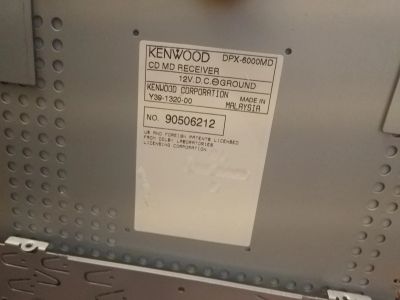 KENWOOD DPX-6000MD
CD MD RECEIVER
12V.D.C.⊖GROUND
KENWOOD CORPORATION
Y39-1320-00 MADE IN MALAYSIA
NO. 90506212
US AND FOREIGN PATENTS LICENSED
FROM DOLBY LABORATORIES
LICENSING CORPORATION